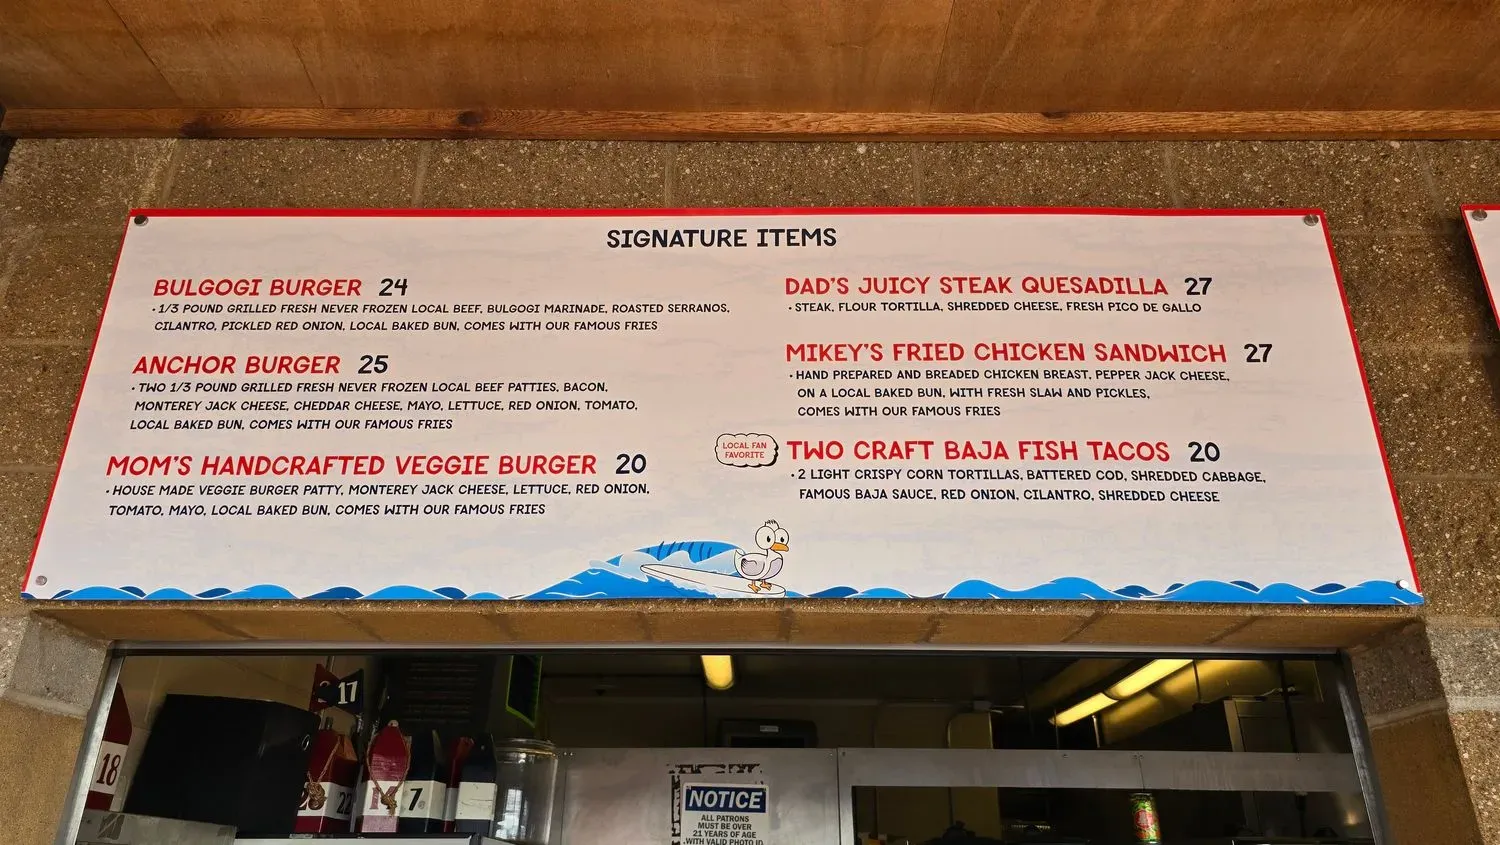 SIGNATURE ITEMS
BULGOGI BURGER 24
• 1/3 POUND GRILLED FRESH NEVER FROZEN LOCAL BEEF, BULGOGI MARINADE, ROASTED SERRANOS,
CILANTRO, PICKLED RED ONION, LOCAL BAKED BUN, COMES WITH OUR FAMOUS FRIES
ANCHOR BURGER 25
• TWO 1/3 POUND GRILLED FRESH NEVER FROZEN LOCAL BEEF PATTIES, BACON,
MONTEREY JACK CHEESE, CHEDDAR CHEESE, MAYO, LETTUCE, RED ONION, TOMATO,
LOCAL BAKED BUN, COMES WITH OUR FAMOUS FRIES
MOM'S HANDCRAFTED VEGGIE BURGER 20
• HOUSE MADE VEGGIE BURGER PATTY, MONTEREY JACK CHEESE, LETTUCE, RED ONION,
TOMATO, MAYO, LOCAL BAKED BUN, COMES WITH OUR FAMOUS FRIES
DAD'S JUICY STEAK QUESADILLA 27
• STEAK, FLOUR TORTILLA, SHREDDED CHEESE, FRESH PICO DE GALLO
MIKEY'S FRIED CHICKEN SANDWICH 27
• HAND PREPARED AND BREADED CHICKEN BREAST, PEPPER JACK CHEESE,
ON A LOCAL BAKED BUN, WITH FRESH SLAW AND PICKLES,
COMES WITH OUR FAMOUS FRIES
LOCAL FAN
FAVORITE
TWO CRAFT BAJA FISH TACOS 20
• 2 LIGHT CRISPY CORN TORTILLAS, BATTERED COD, SHREDDED CABBAGE,
FAMOUS BAJA SAUCE, RED ONION, CILANTRO, SHREDDED CHEESE
17
18
22
7
NOTICE
ALL PATRONS
MUST BE OVER
21 YEARS OF AGE
WITH VALID PHOTO ID